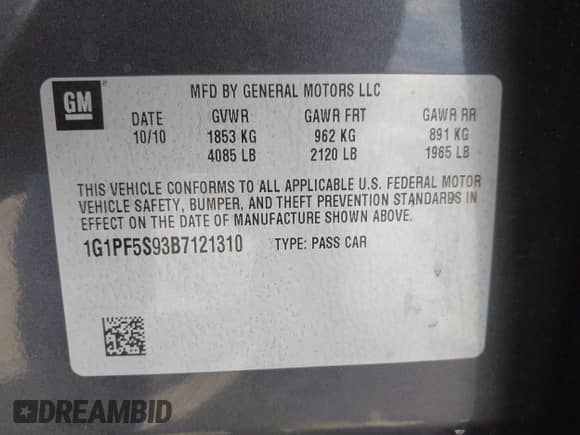 GM
MFD BY GENERAL MOTORS LLC
DATE GVWR GAWR FRT GAWR RR
10/10 1853 KG 962 KG 891 KG
4085 LB 2120 LB 1965 LB
THIS VEHICLE CONFORMS TO ALL APPLICABLE U.S. FEDERAL MOTOR
VEHICLE SAFETY, BUMPER, AND THEFT PREVENTION STANDARDS IN
EFFECT ON THE DATE OF MANUFACTURE SHOWN ABOVE.
1G1PF5S93B7121310 TYPE: PASS CAR
DREAMBID